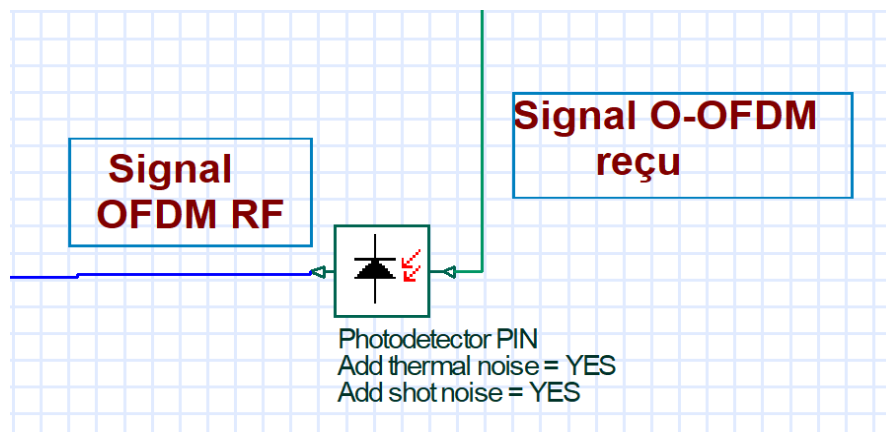 Signal O-OFDM
reçu
Signal
OFDM RF
Photodetector PIN
Add thermal noise = YES
Add shot noise = YES